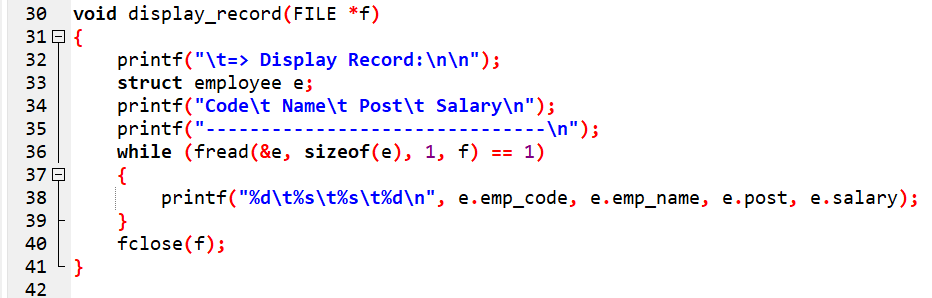 30 void display_record(FILE *f)
31 {
32     printf("\t=> Display Record:\n\n");
33     struct employee e;
34     printf("Code\t Name\t Post\t Salary\n");
35     printf("-------------------------------\n");
36     while (fread(&e, sizeof(e), 1, f) == 1)
37     {
38         printf("%d\t%s\t%s\t%d\n", e.emp_code, e.emp_name, e.post, e.salary);
39     }
40     fclose(f);
41 }
42